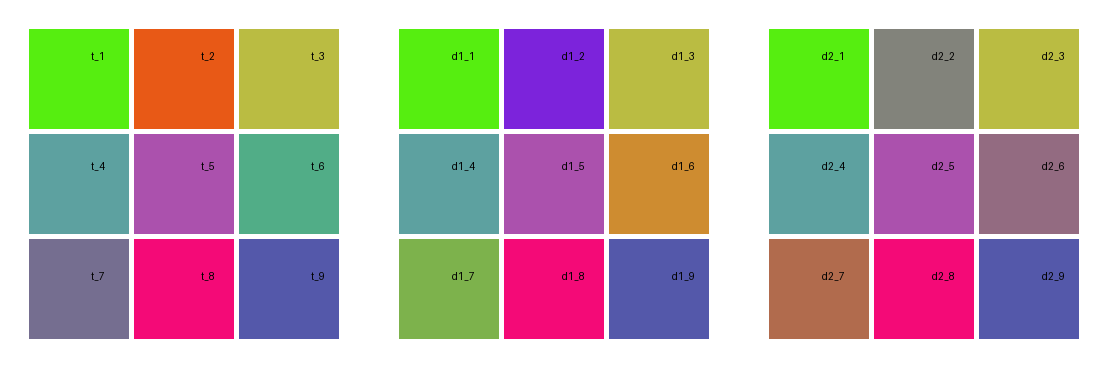 t_1 t_2 t_3 d1_1 d1_2 d1_3 d2_1 d2_2 d2_3
t_4 t_5 t_6 d1_4 d1_5 d1_6 d2_4 d2_5 d2_6
t_7 t_8 t_9 d1_7 d1_8 d1_9 d2_7 d2_8 d2_9